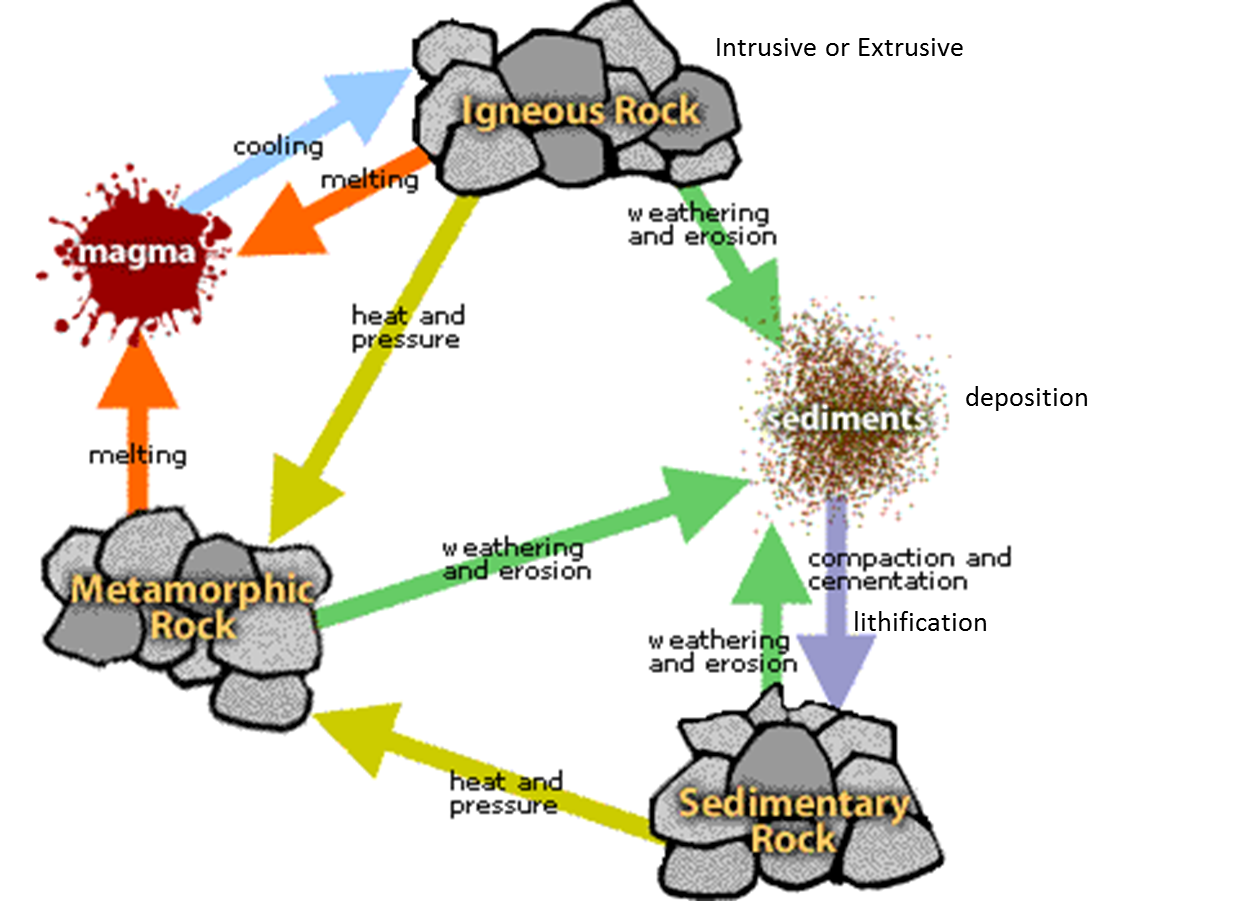 Intrusive or Extrusive
Igneous Rock
cooling
melting
weathering
and erosion
magma
heat and
pressure
deposition
sediments
melting
weathering
and erosion
compaction and
cementation
lithification
Metamorphic
Rock
weathering
and erosion
heat and
pressure
Sedimentary
Rock